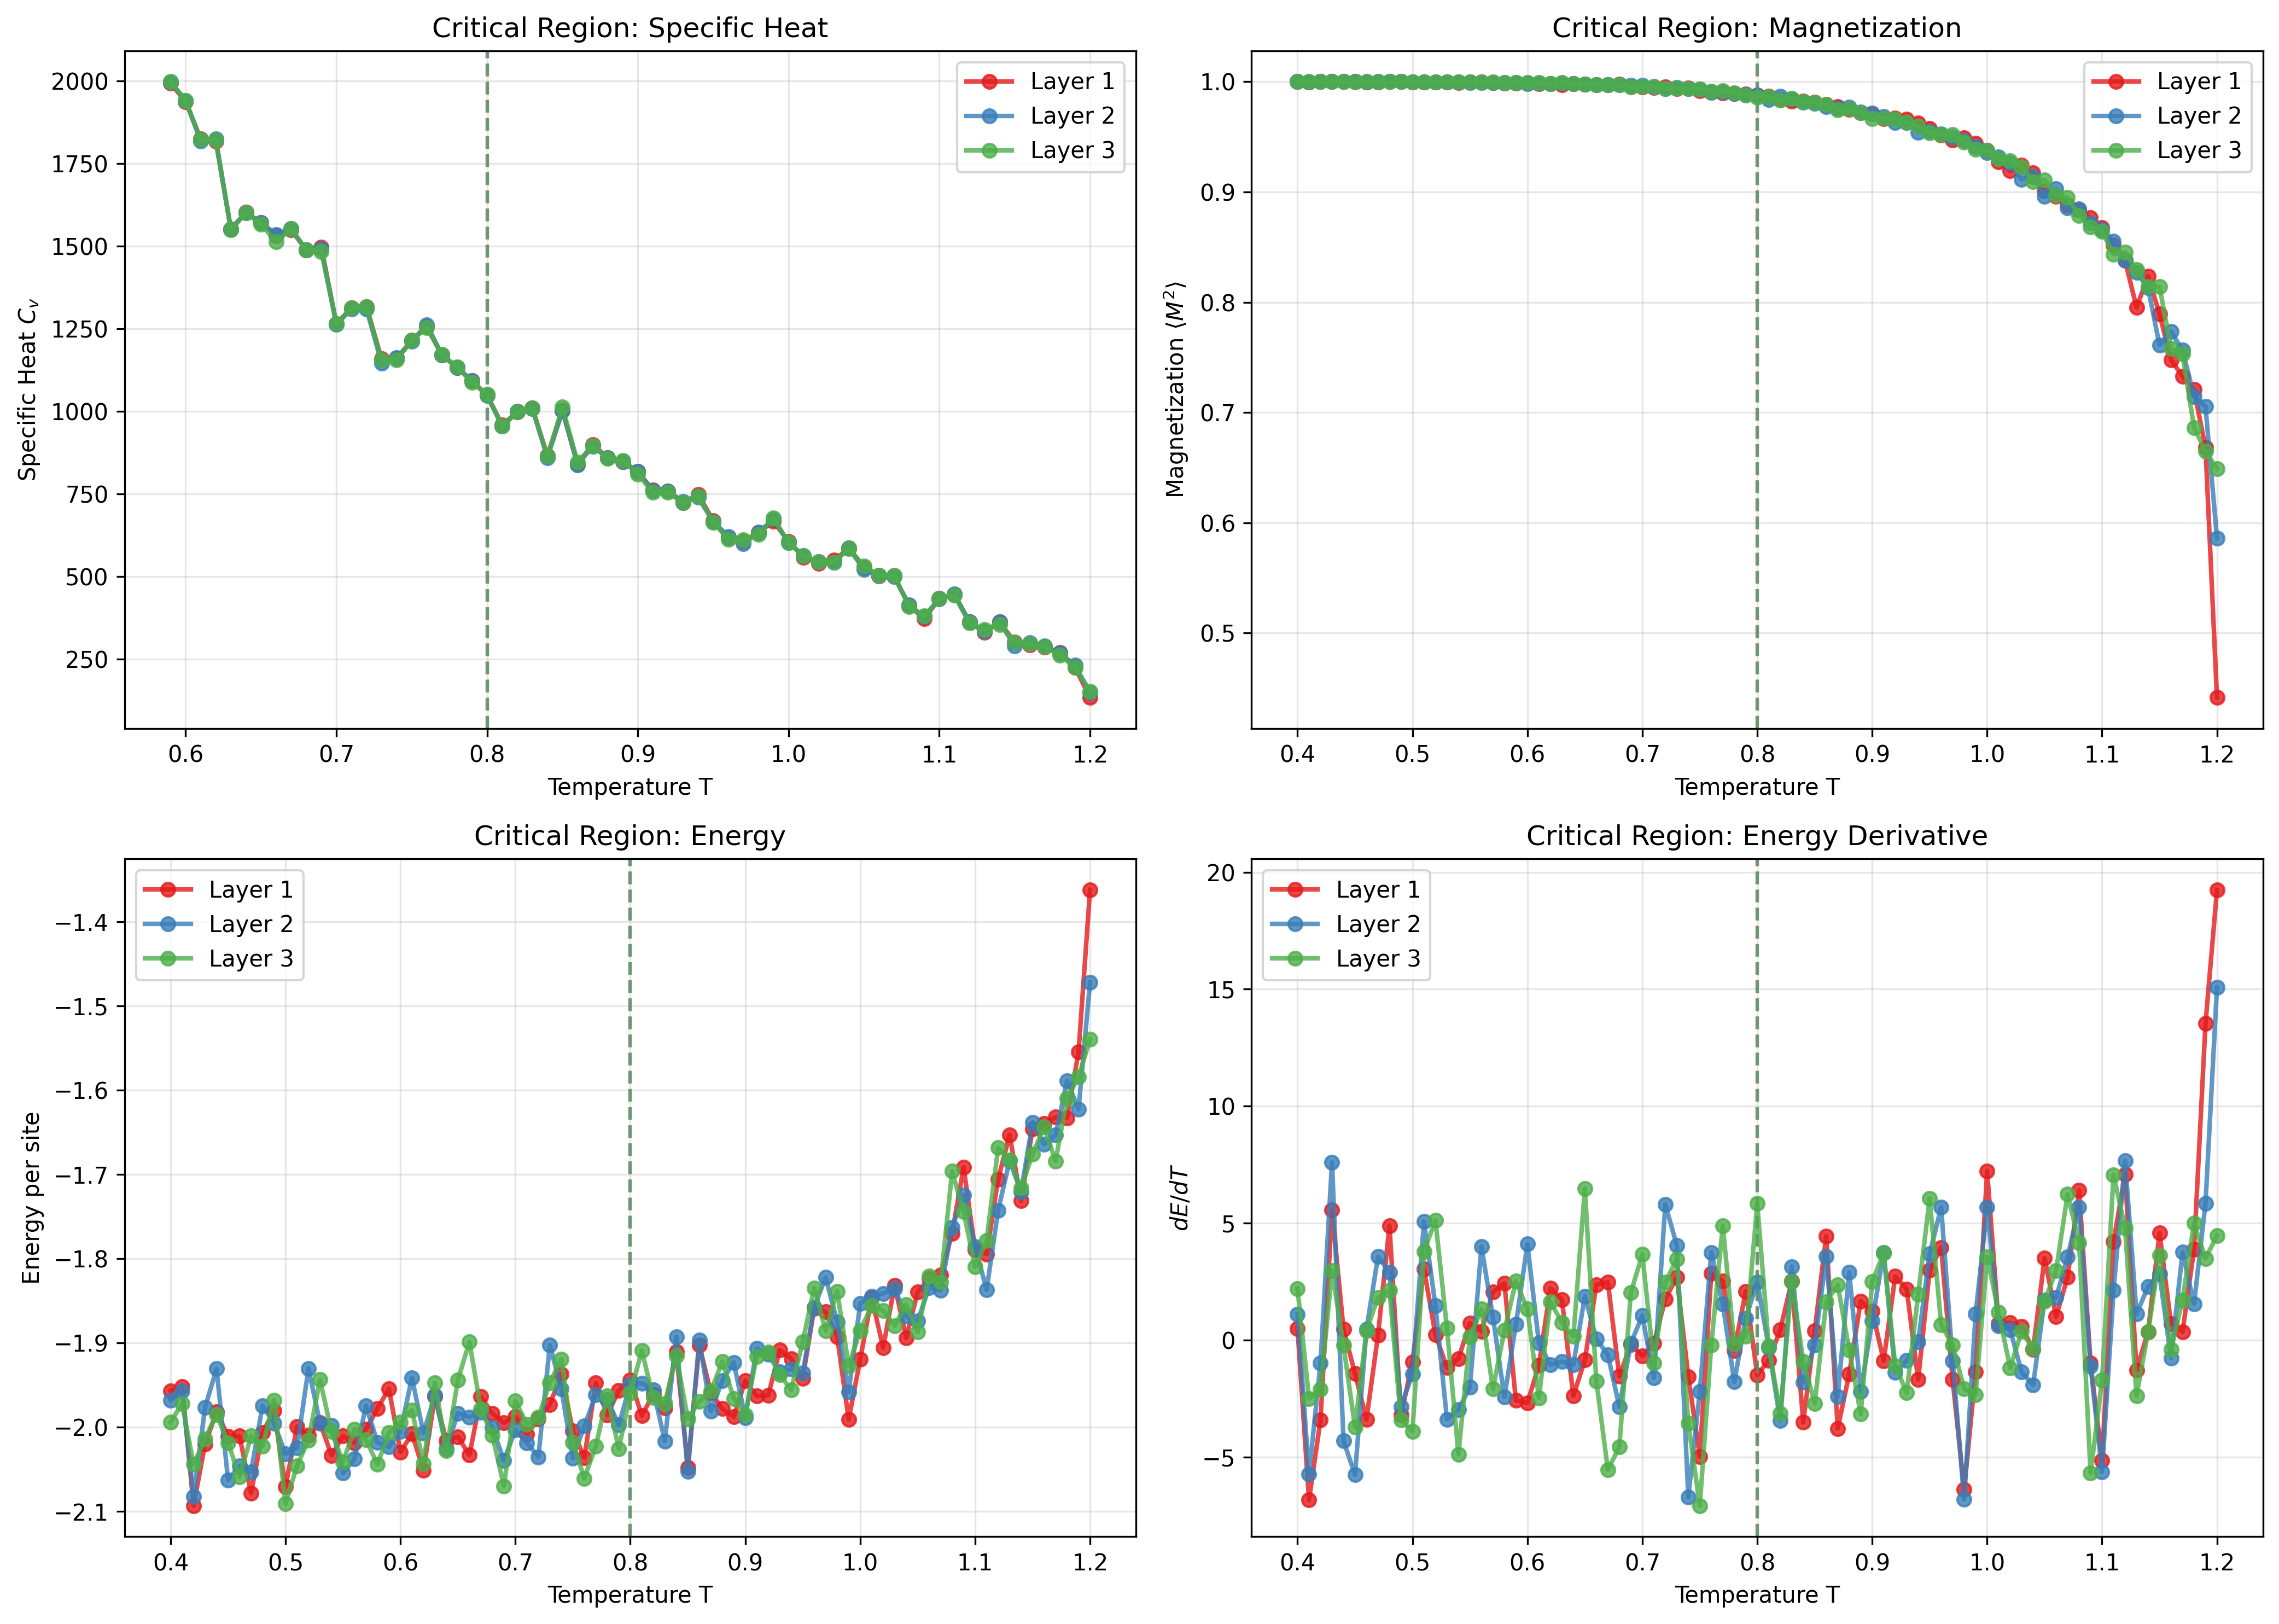 Critical Region: Specific Heat
Specific Heat C_v
2000
1750
1500
1250
1000
750
500
250
Layer 1
Layer 2
Layer 3
0.6 0.7 0.8 0.9 1.0 1.1 1.2
Temperature T
Critical Region: Magnetization
Magnetization ⟨M²⟩
1.0
0.9
0.8
0.7
0.6
0.5
Layer 1
Layer 2
Layer 3
0.4 0.5 0.6 0.7 0.8 0.9 1.0 1.1 1.2
Temperature T
Critical Region: Energy
Energy per site
−1.4
−1.5
−1.6
−1.7
−1.8
−1.9
−2.0
−2.1
Layer 1
Layer 2
Layer 3
0.4 0.5 0.6 0.7 0.8 0.9 1.0 1.1 1.2
Temperature T
Critical Region: Energy Derivative
dE/dT
20
15
10
5
0
−5
Layer 1
Layer 2
Layer 3
0.4 0.5 0.6 0.7 0.8 0.9 1.0 1.1 1.2
Temperature T